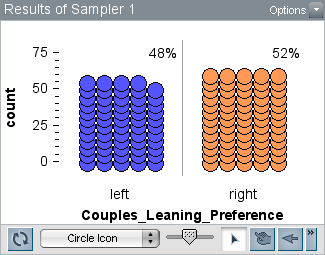 Results of Sampler 1
Options
48%
52%
75
50
25
0
count
left
right
Couples_Leaning_Preference
Circle Icon
»